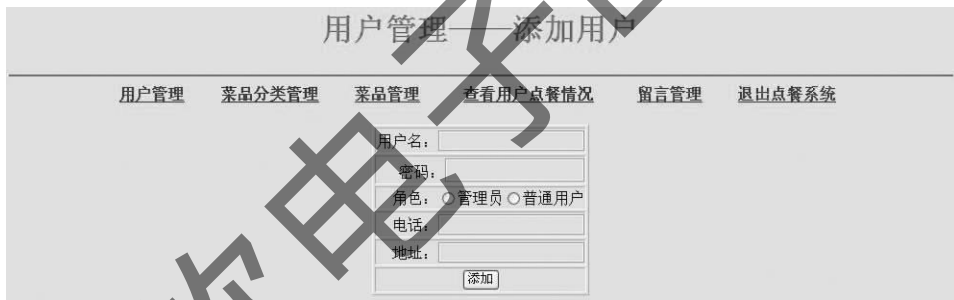 用户管理——添加用户
用户管理 菜品分类管理 菜品管理 查看用户点餐情况 留言管理 退出点餐系统
用户名：
密码：
角色：○管理员○普通用户
电话：
地址：
添加
软电子